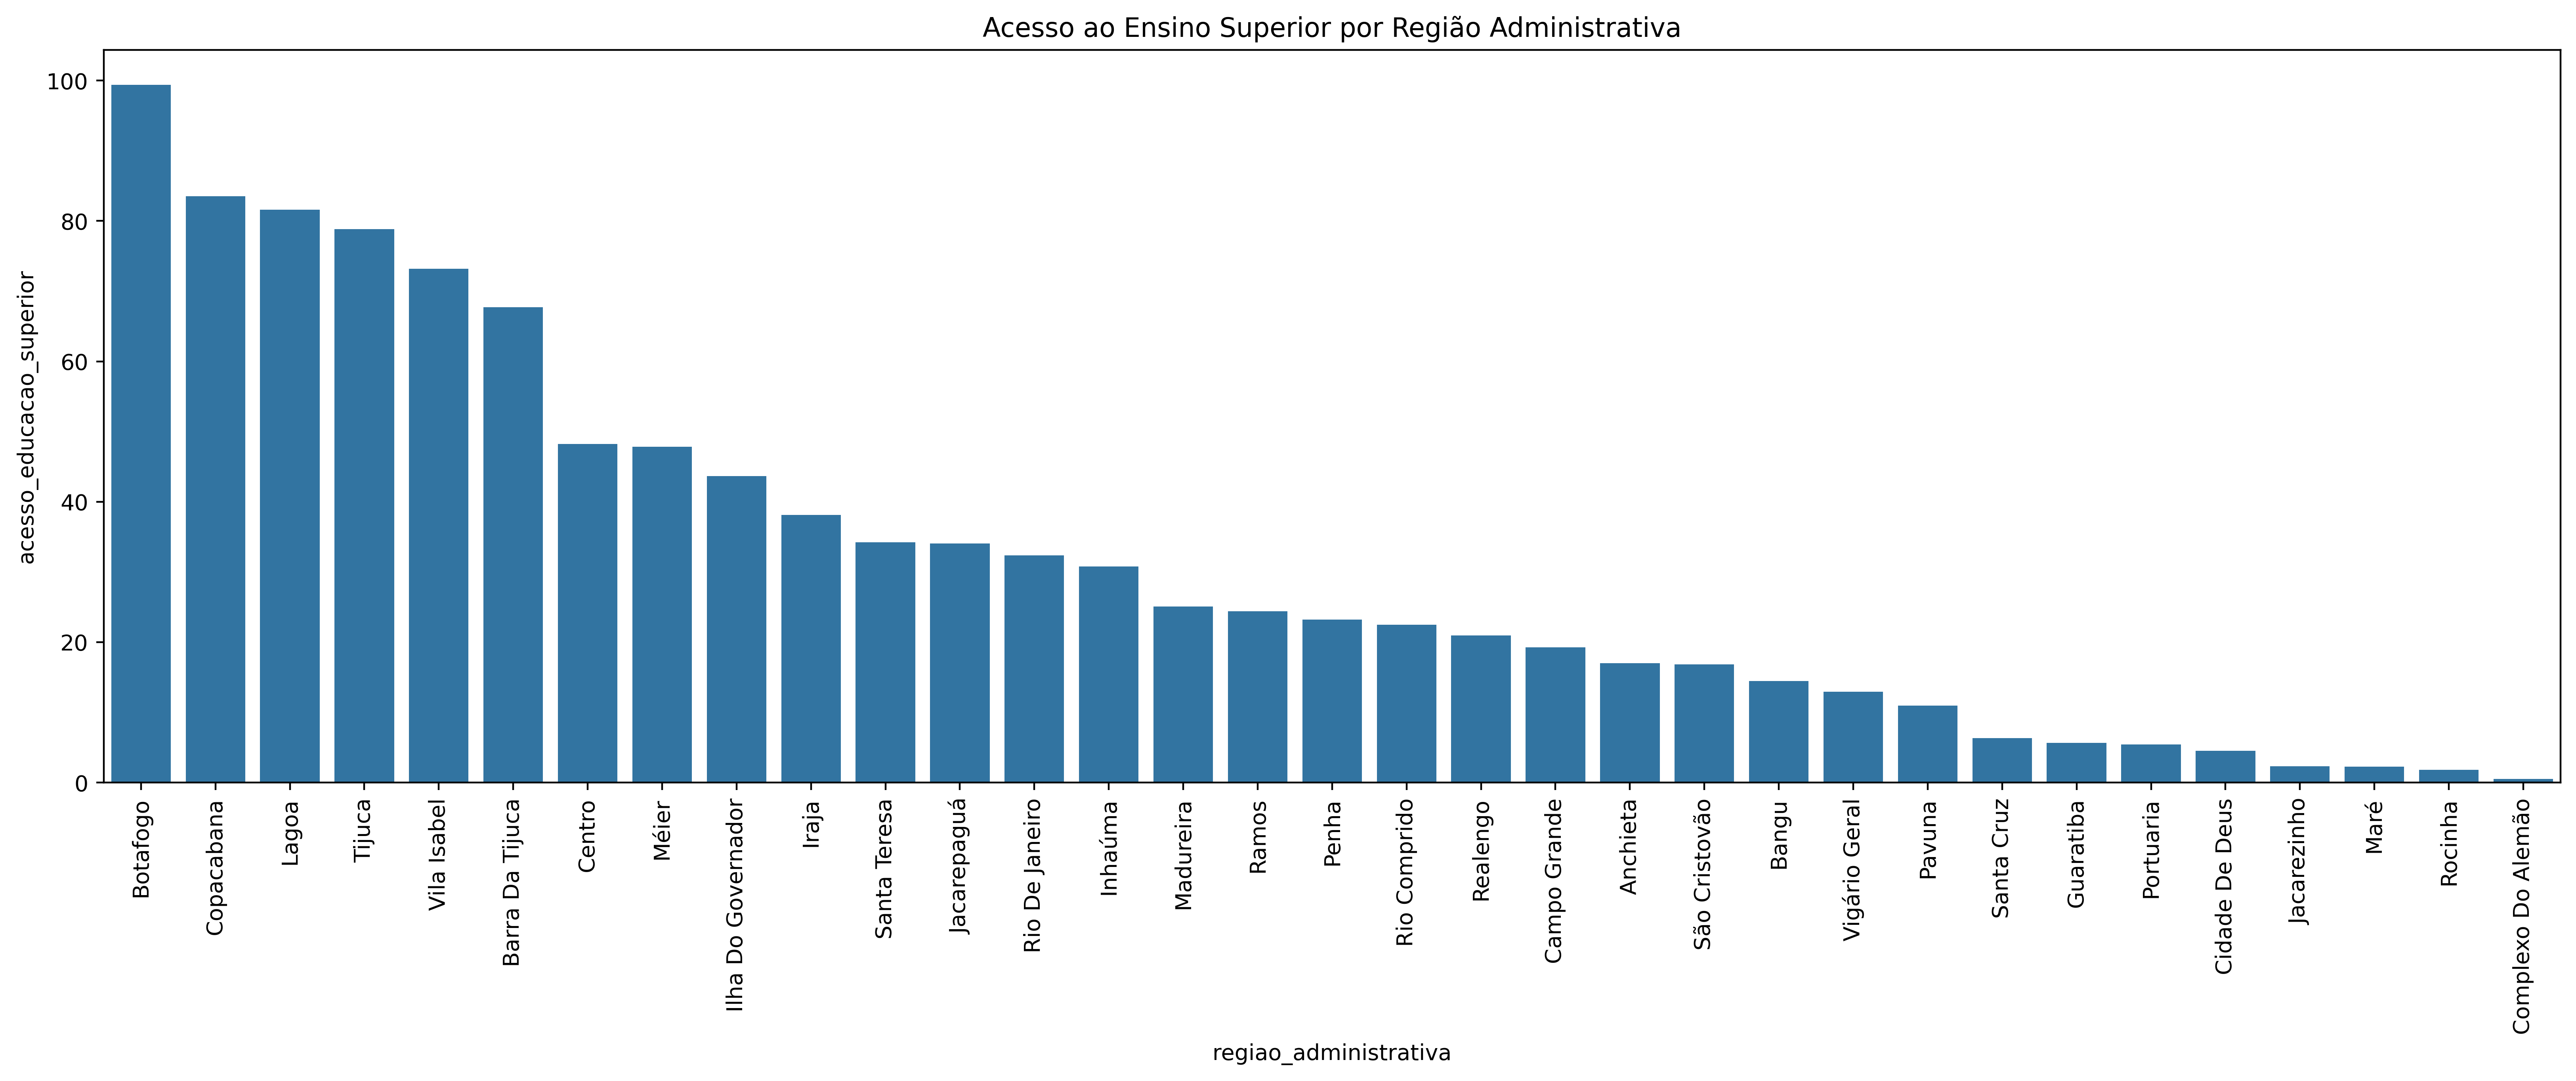 Acesso ao Ensino Superior por Região Administrativa
acesso_educacao_superior
100
80
60
40
20
0
Botafogo
Copacabana
Lagoa
Tijuca
Vila Isabel
Barra Da Tijuca
Centro
Méier
Ilha Do Governador
Iraja
Santa Teresa
Jacarepaguá
Rio De Janeiro
Inhaúma
Madureira
Ramos
Penha
Rio Comprido
Realengo
Campo Grande
Anchieta
São Cristovão
Bangu
Vigário Geral
Pavuna
Santa Cruz
Guaratiba
Portuaria
Cidade De Deus
Jacarezinho
Maré
Rocinha
Complexo Do Alemão
regiao_administrativa